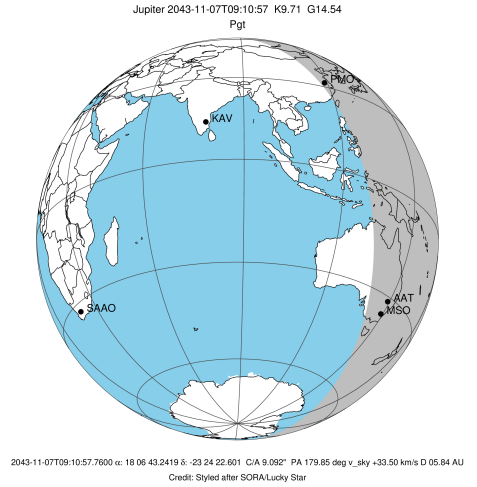 Jupiter 2043-11-07T09:10:57 K9.71 G14.54
Pgt
PMO
KAV
AAT
MSO
SAAO
2043-11-07T09:10:57.7600 α: 18 06 43.2419 δ: -23 24 22.601 C/A 9.092" PA 179.85 deg v_sky +33.50 km/s D 05.84 AU
Credit: Styled after SORA/Lucky Star